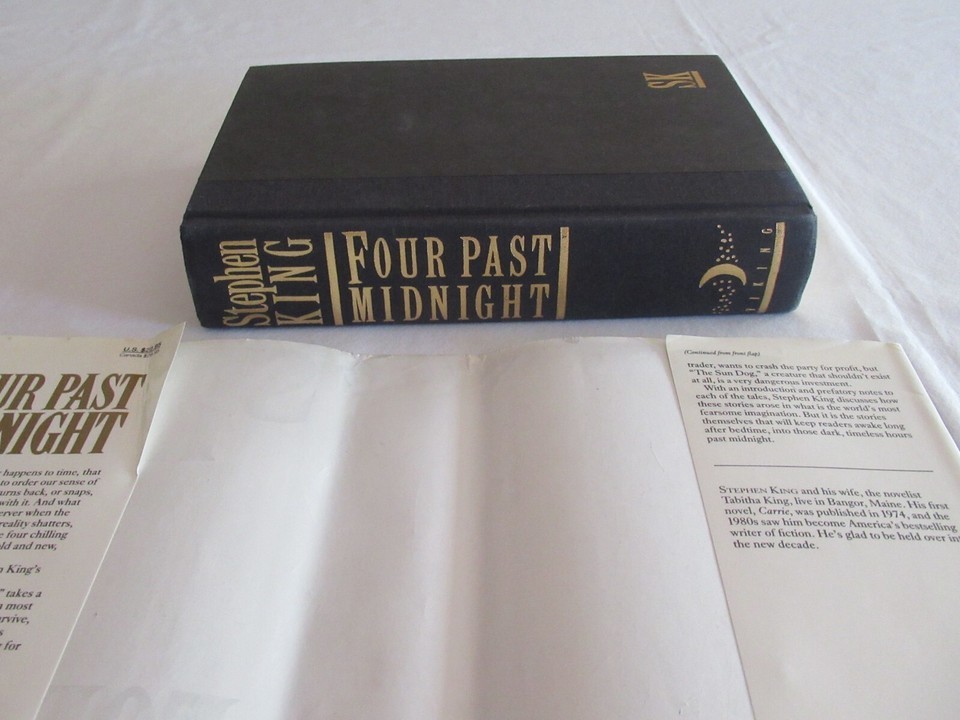 SK
Stephen
KING
FOUR PAST
MIDNIGHT
VIKING
U.S.
UR PAST
NIGHT
happens to time, that
to order our sense of
urns back, or snaps,
with it. And what
erver when the
reality shatters,
e four chilling
ld and new,
n King's
" takes a
most
urvive,
s
for
(Continued from front flap)
trader, wants to crash the party for profit, but
"The Sun Dog," a creature that shouldn't exist
at all, is a very dangerous investment.
With an introduction and prefatory notes to
each of the tales, Stephen King discusses how
these stories arose in what is the world's most
fearsome imagination. But it is the stories
themselves that will keep readers awake long
after bedtime, into those dark, timeless hours
past midnight.
STEPHEN KING and his wife, the novelist
Tabitha King, live in Bangor, Maine. His first
novel, Carrie, was published in 1974, and the
1980s saw him become America's bestselling
writer of fiction. He's glad to be held over in
the new decade.